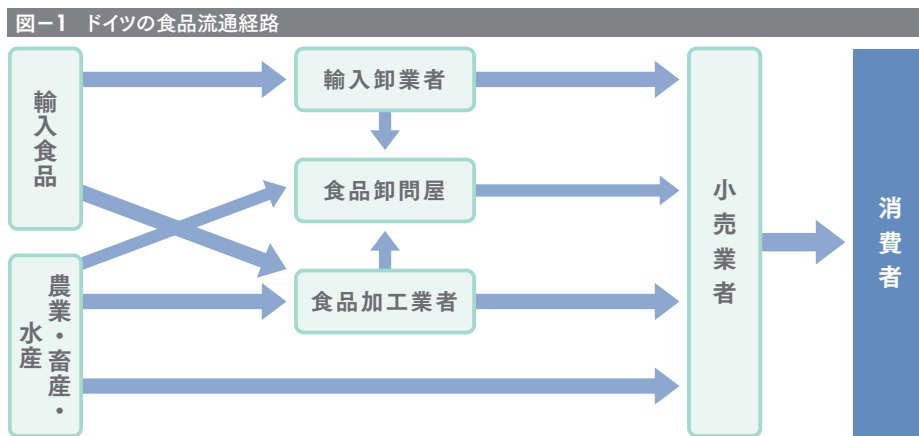 図−1 ドイツの食品流通経路
輸入食品
農業・畜産・
水産
輸入卸業者
食品卸問屋
食品加工業者
小売業者
消費者